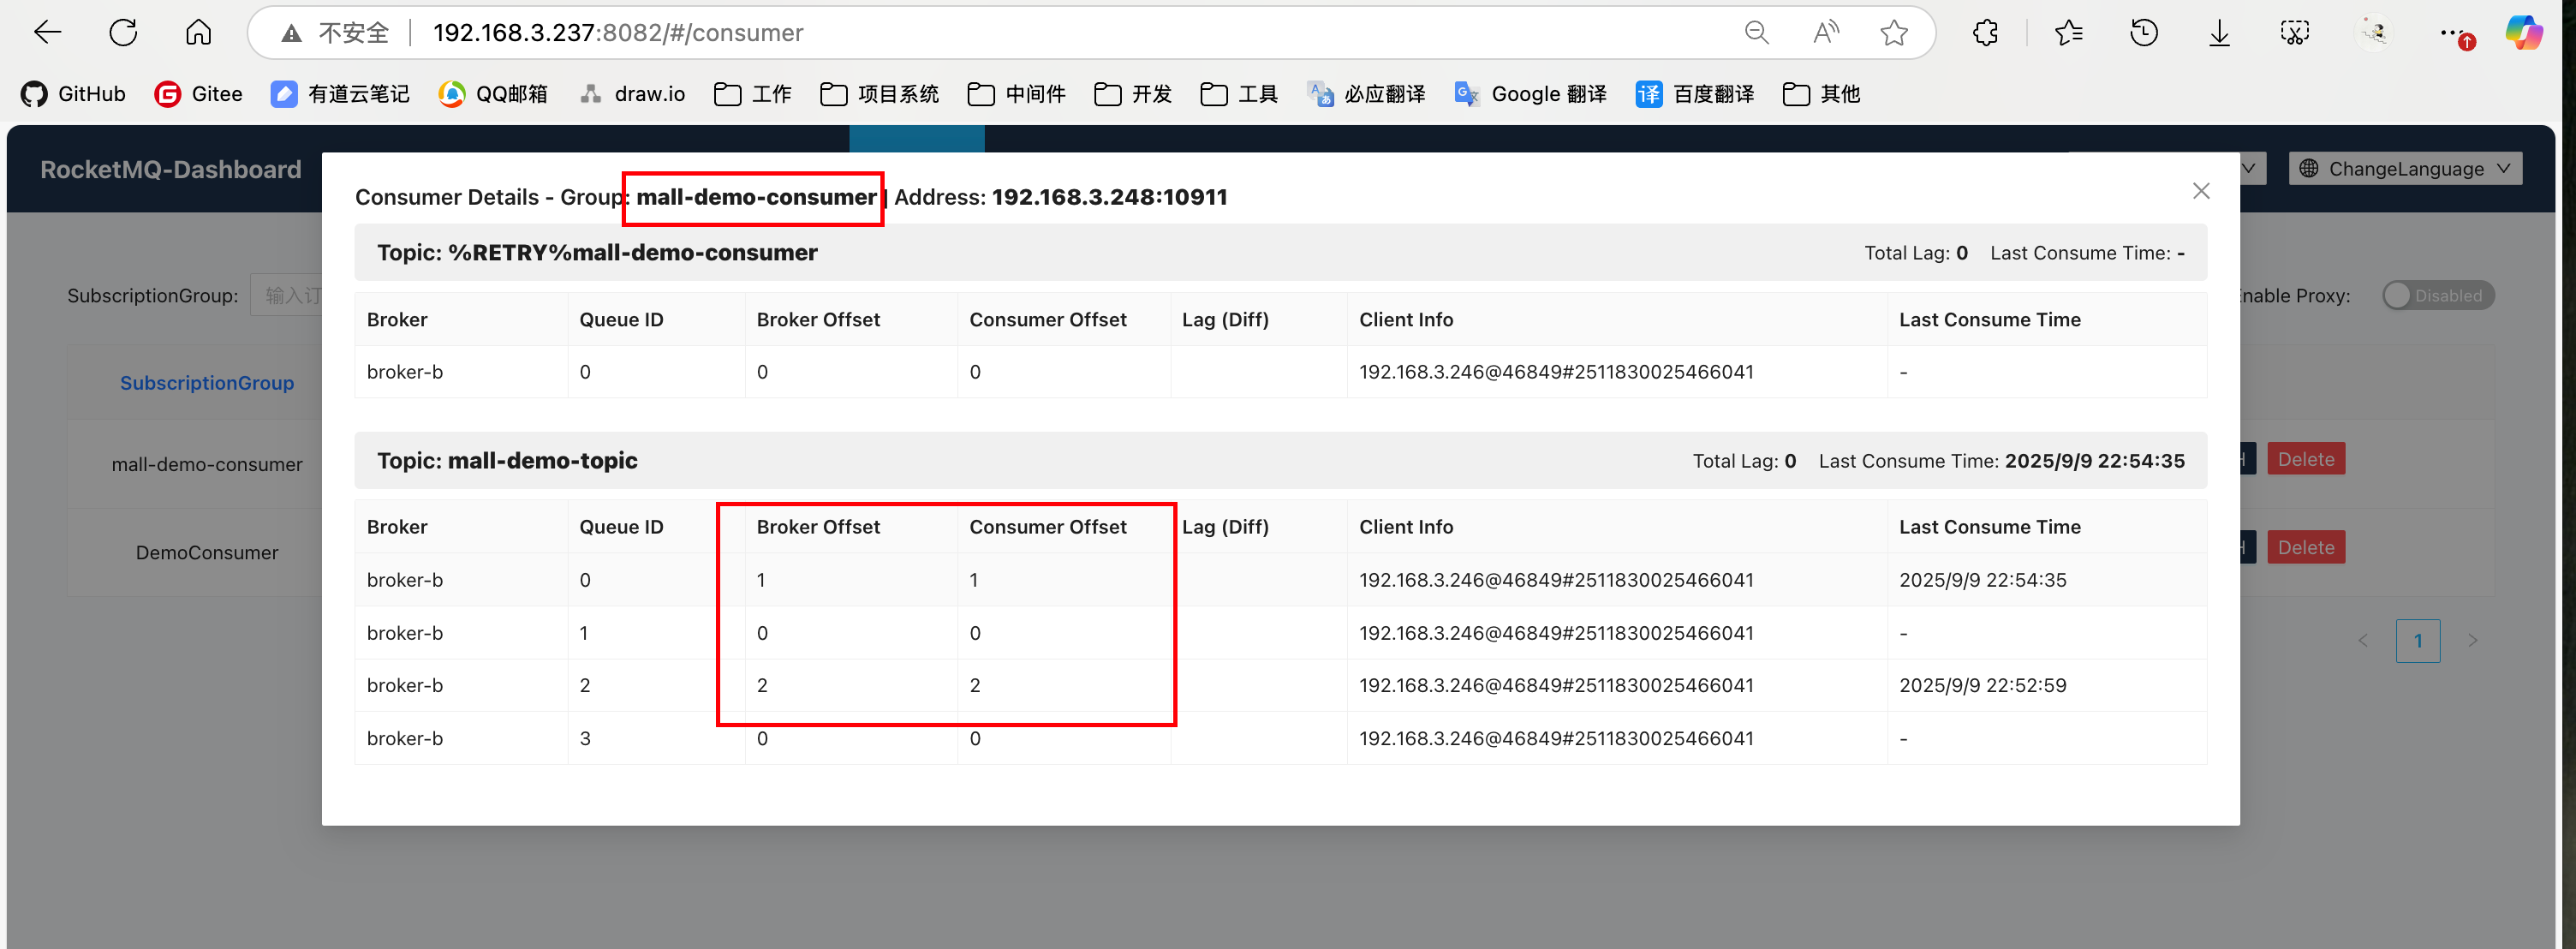 不安全 192.168.3.237:8082/#/consumer
GitHub Gitee 有道云笔记 QQ邮箱 draw.io 工作 项目系统 中间件 开发 工具 必应翻译 Google 翻译 百度翻译 其他
RocketMQ-Dashboard ChangeLanguage
Consumer Details - Group: mall-demo-consumer | Address: 192.168.3.248:10911
Topic: %RETRY%mall-demo-consumer Total Lag: 0 Last Consume Time: -
SubscriptionGroup: 输入订 Enable Proxy: Disabled
Broker Queue ID Broker Offset Consumer Offset Lag (Diff) Client Info Last Consume Time
broker-b 0 0 0 192.168.3.246@46849#2511830025466041 -
SubscriptionGroup
Topic: mall-demo-topic Total Lag: 0 Last Consume Time: 2025/9/9 22:54:35
mall-demo-consumer Delete
Broker Queue ID Broker Offset Consumer Offset Lag (Diff) Client Info Last Consume Time
DemoConsumer Delete
broker-b 0 1 1 192.168.3.246@46849#2511830025466041 2025/9/9 22:54:35
broker-b 1 0 0 192.168.3.246@46849#2511830025466041 -
1
broker-b 2 2 2 192.168.3.246@46849#2511830025466041 2025/9/9 22:52:59
broker-b 3 0 0 192.168.3.246@46849#2511830025466041 -